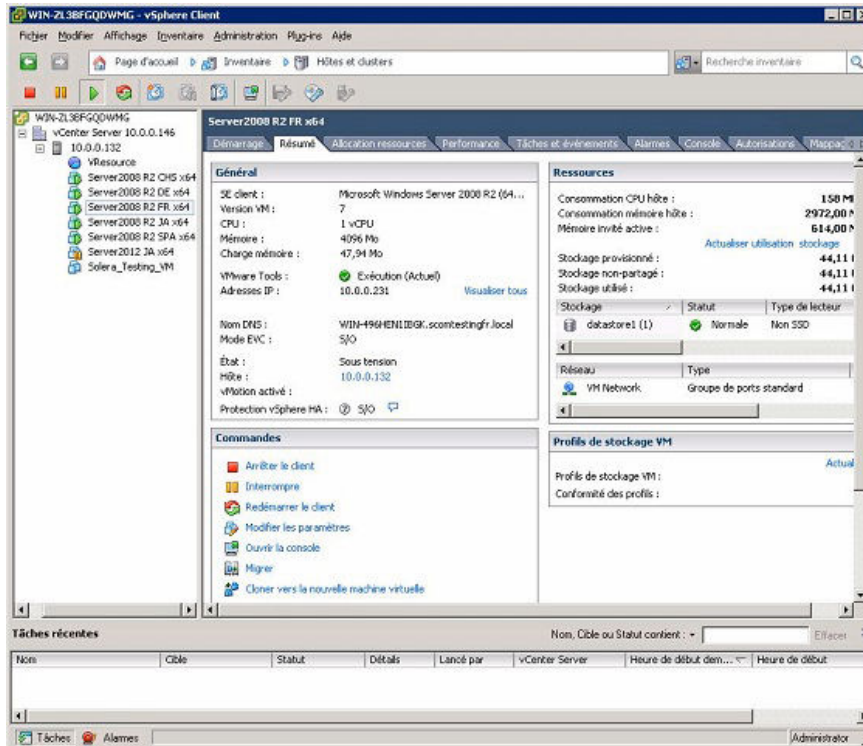 WIN-ZL38FGQDWMG - vSphere Client
Fichier Modifier Affichage Inventaire Administration Plug-ins Aide
Page d'accueil Inventaire Hôtes et clusters Recherche inventaire
WIN-ZL38FGQDWMG
vCenter Server 10.0.0.146
10.0.0.132
VResource
Server2008 R2 CHS x64
Server2008 R2 DE x64
Server2008 R2 FR x64
Server2008 R2 JA x64
Server2008 R2 SPA x64
Server2012 JA x64
Solera_Testing_VM
Server2008 R2 FR x64
Démarrage Résumé Allocation ressources Performance Tâches et événements Alarmes Console Autorisations Mappag
Général
SE client : Microsoft Windows Server 2008 R2 (64...
Version VM : 7
CPU : 1 vCPU
Mémoire : 4096 Mo
Charge mémoire : 47,94 Mo
VMware Tools : Exécution (Actuel)
Adresses IP : 10.0.0.231 Visualiser tous
Nom DNS : WIN-496HEN1IBGK.scomtestingfr.local
Mode EVC : S/O
État : Sous tension
Hôte : 10.0.0.132
vMotion activé :
Protection vSphere HA : S/O
Commandes
Arrêter le client
Interrompre
Redémarrer le client
Modifier les paramètres
Ouvrir la console
Migrer
Cloner vers la nouvelle machine virtuelle
Ressources
Consommation CPU hôte : 158 M
Consommation mémoire hôte : 2972,00
Mémoire invité active : 614,00
Actualiser utilisation stockage
Stockage provisionné : 44,11
Stockage non-partagé : 44,11
Stockage utilisé : 44,11
Stockage Statut Type de lecteur
datastore1 (1) Normale Non SSD
Réseau Type
VM Network Groupe de ports standard
Profils de stockage VM
Actual
Profils de stockage VM :
Conformité des profils :
Tâches récentes Nom, Cible ou Statut contient : Effacer
Nom Cible Statut Détails Lancé par vCenter Server Heure de début dem... Heure de début
Tâches Alarmes Administrator